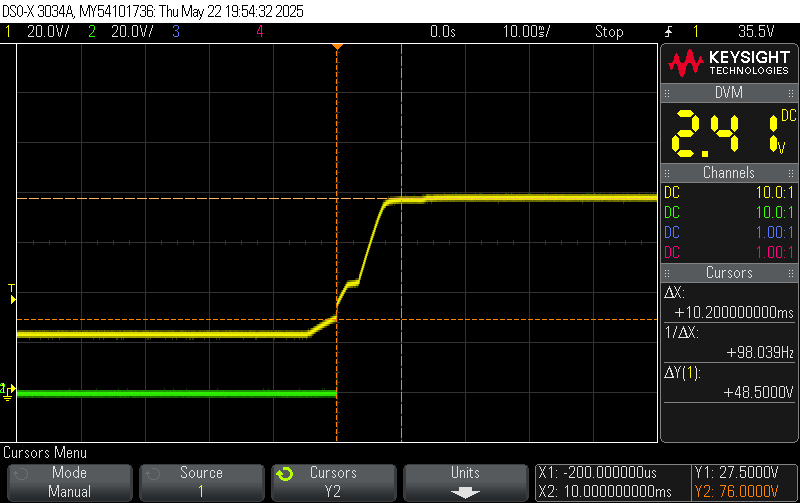 DSO-X 3034A, MY54101736: Thu May 22 19:54:32 2025
1 20.0V/ 2 20.0V/ 3 4 0.0s 10.00ms/ Stop 1 35.5V
KEYSIGHT
TECHNOLOGIES
DVM
2.41 DC V
Channels
DC 10.0:1
DC 10.0:1
DC 1.00:1
DC 1.00:1
Cursors
ΔX:
+10.200000000ms
1/ΔX:
+98.039Hz
ΔY(1):
+48.5000V
T
Cursors Menu
Mode
Manual
Source
1
Cursors
Y2
Units
X1: -200.000000us
X2: 10.000000000ms
Y1: 27.5000V
Y2: 76.0000V